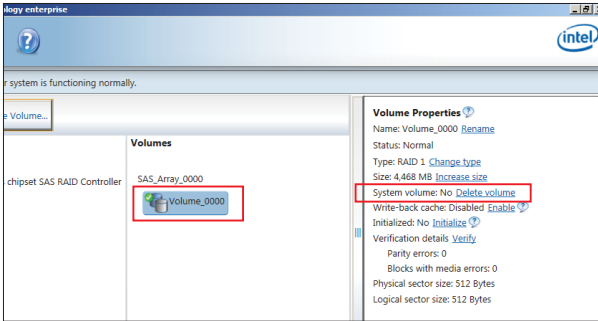 ology enterprise
intel
r system is functioning normally.
e Volume...
Volumes
chipset SAS RAID Controller
SAS_Array_0000
Volume_0000
Volume Properties
Name: Volume_0000 Rename
Status: Normal
Type: RAID 1 Change type
Size: 4,468 MB Increase size
System volume: No Delete volume
Write-back cache: Disabled Enable
Initialized: No Initialize
Verification details Verify
Parity errors: 0
Blocks with media errors: 0
Physical sector size: 512 Bytes
Logical sector size: 512 Bytes